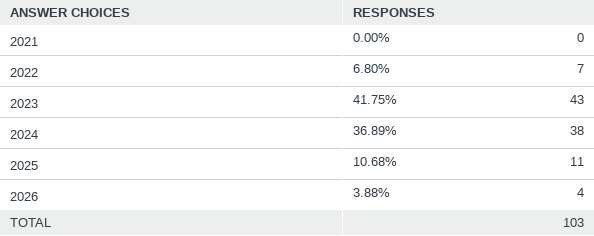 ANSWER CHOICES RESPONSES
2021 0.00% 0
2022 6.80% 7
2023 41.75% 43
2024 36.89% 38
2025 10.68% 11
2026 3.88% 4
TOTAL 103